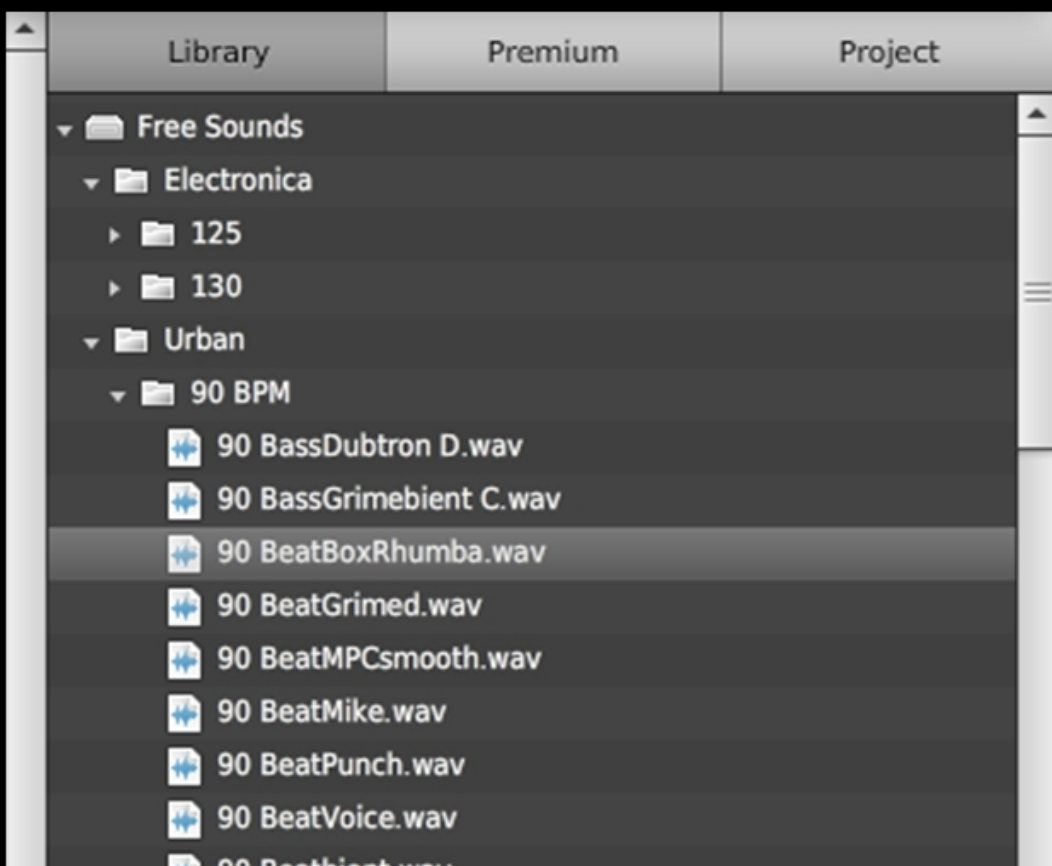 Library Premium Project
Free Sounds
Electronica
125
130
Urban
90 BPM
90 BassDubtron D.wav
90 BassGrimebient C.wav
90 BeatBoxRhumba.wav
90 BeatGrimed.wav
90 BeatMPCsmooth.wav
90 BeatMike.wav
90 BeatPunch.wav
90 BeatVoice.wav